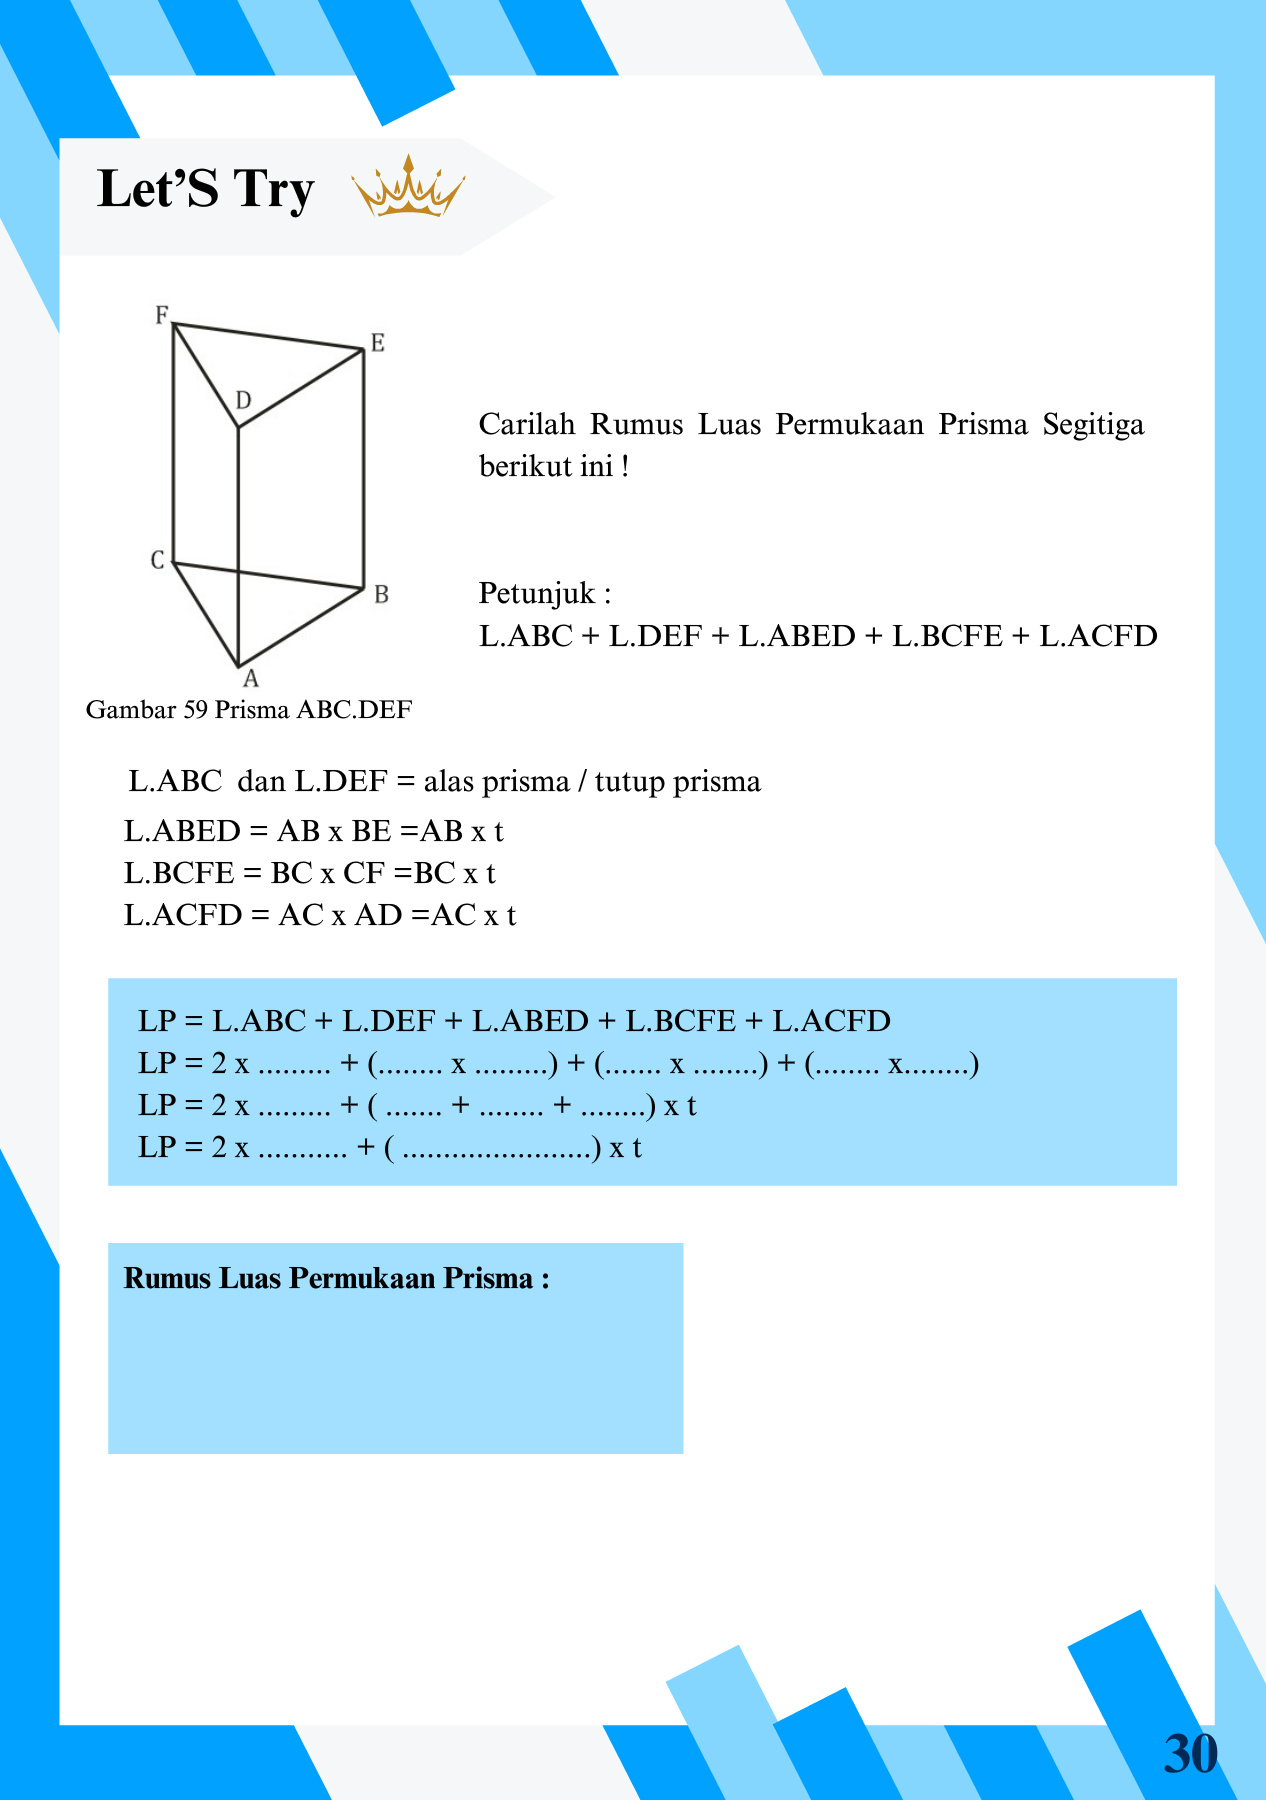 Let’S Try
F
E
D
C
B
A
Gambar 59 Prisma ABC.DEF
Carilah Rumus Luas Permukaan Prisma Segitiga
berikut ini !
Petunjuk :
L.ABC + L.DEF + L.ABED + L.BCFE + L.ACFD
L.ABC dan L.DEF = alas prisma / tutup prisma
L.ABED = AB x BE =AB x t
L.BCFE = BC x CF =BC x t
L.ACFD = AC x AD =AC x t
LP = L.ABC + L.DEF + L.ABED + L.BCFE + L.ACFD
LP = 2 x ......... + (........ x .........) + (....... x ........) + (........ x........)
LP = 2 x ......... + ( ....... + ........ + ........) x t
LP = 2 x ........... + ( .......................) x t
Rumus Luas Permukaan Prisma :
30